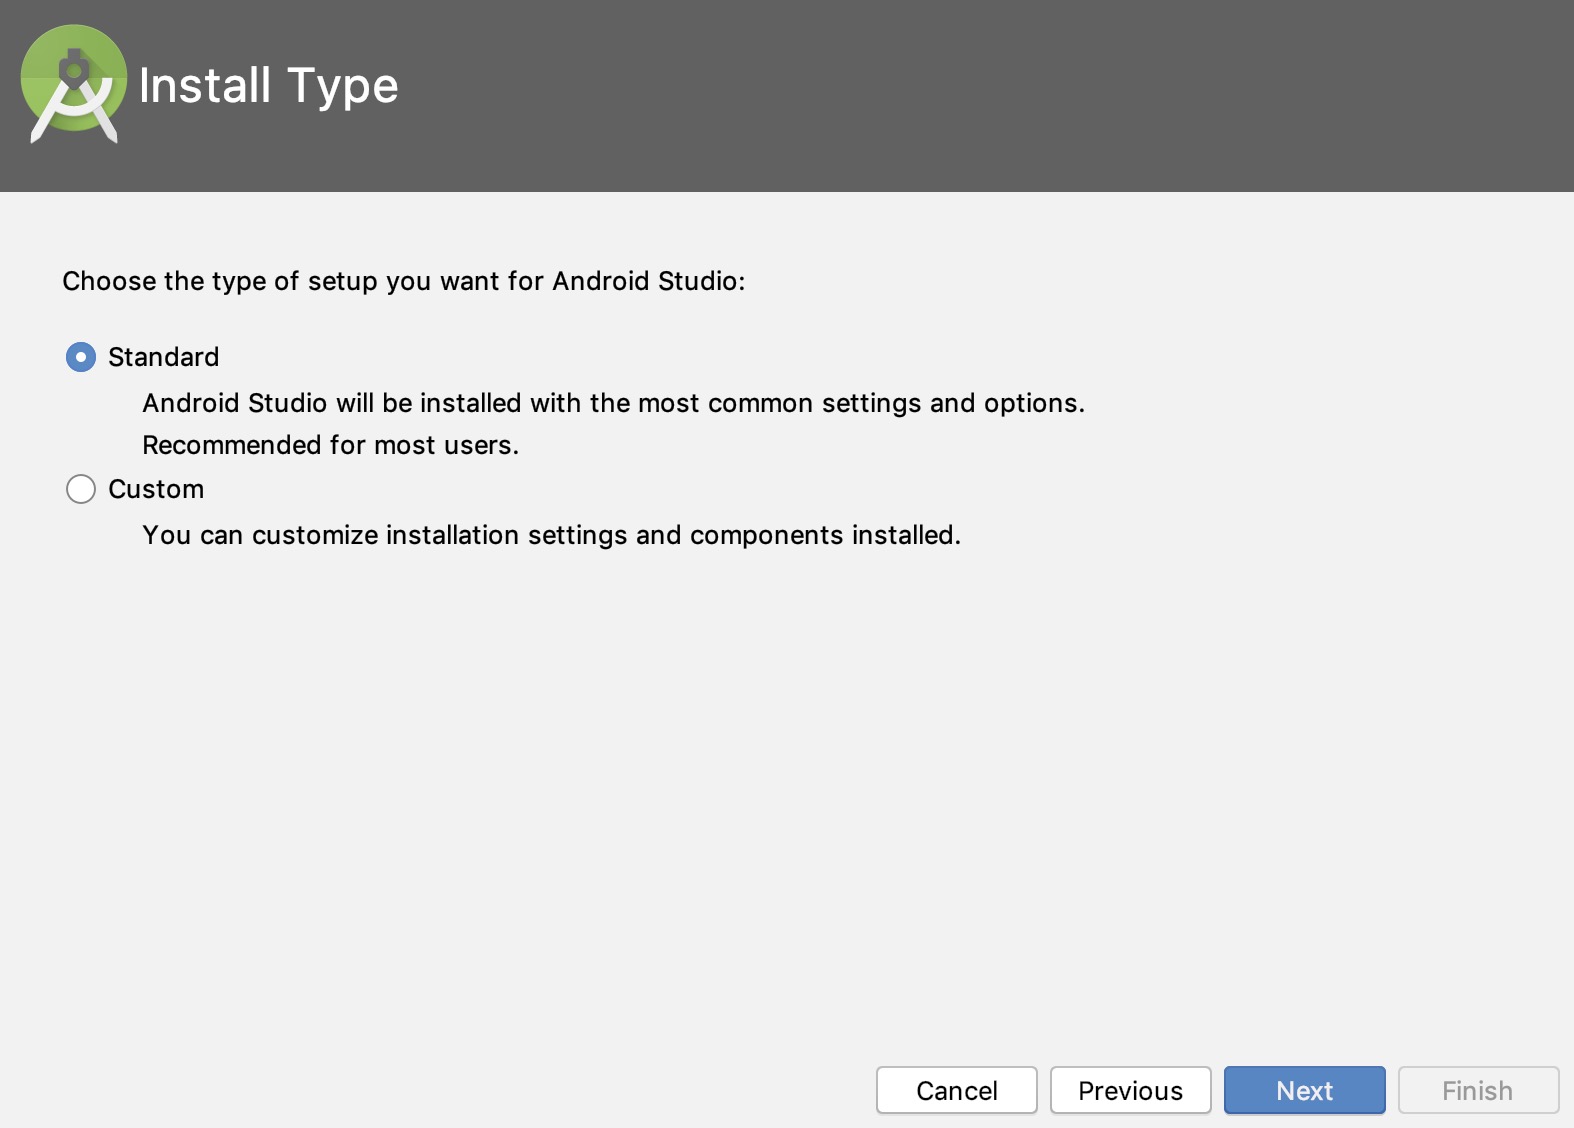 Install Type
Choose the type of setup you want for Android Studio:
Standard
Android Studio will be installed with the most common settings and options.
Recommended for most users.
Custom
You can customize installation settings and components installed.
Cancel
Previous
Next
Finish